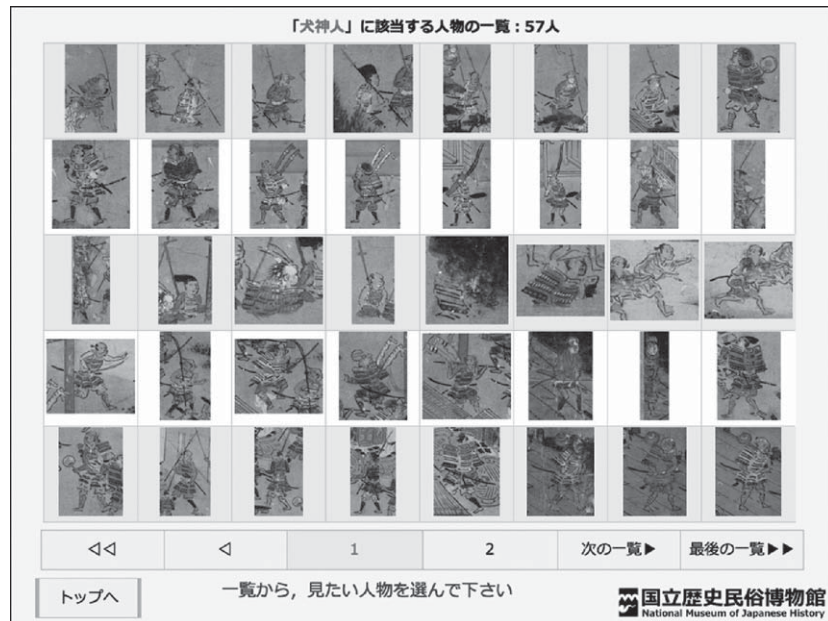 「犬神人」に該当する人物の一覧:57人
◁◁ ◁ 1 2 次の一覧▶ 最後の一覧▶▶
トップへ
一覧から，見たい人物を選んで下さい
国立歴史民俗博物館
National Museum of Japanese History